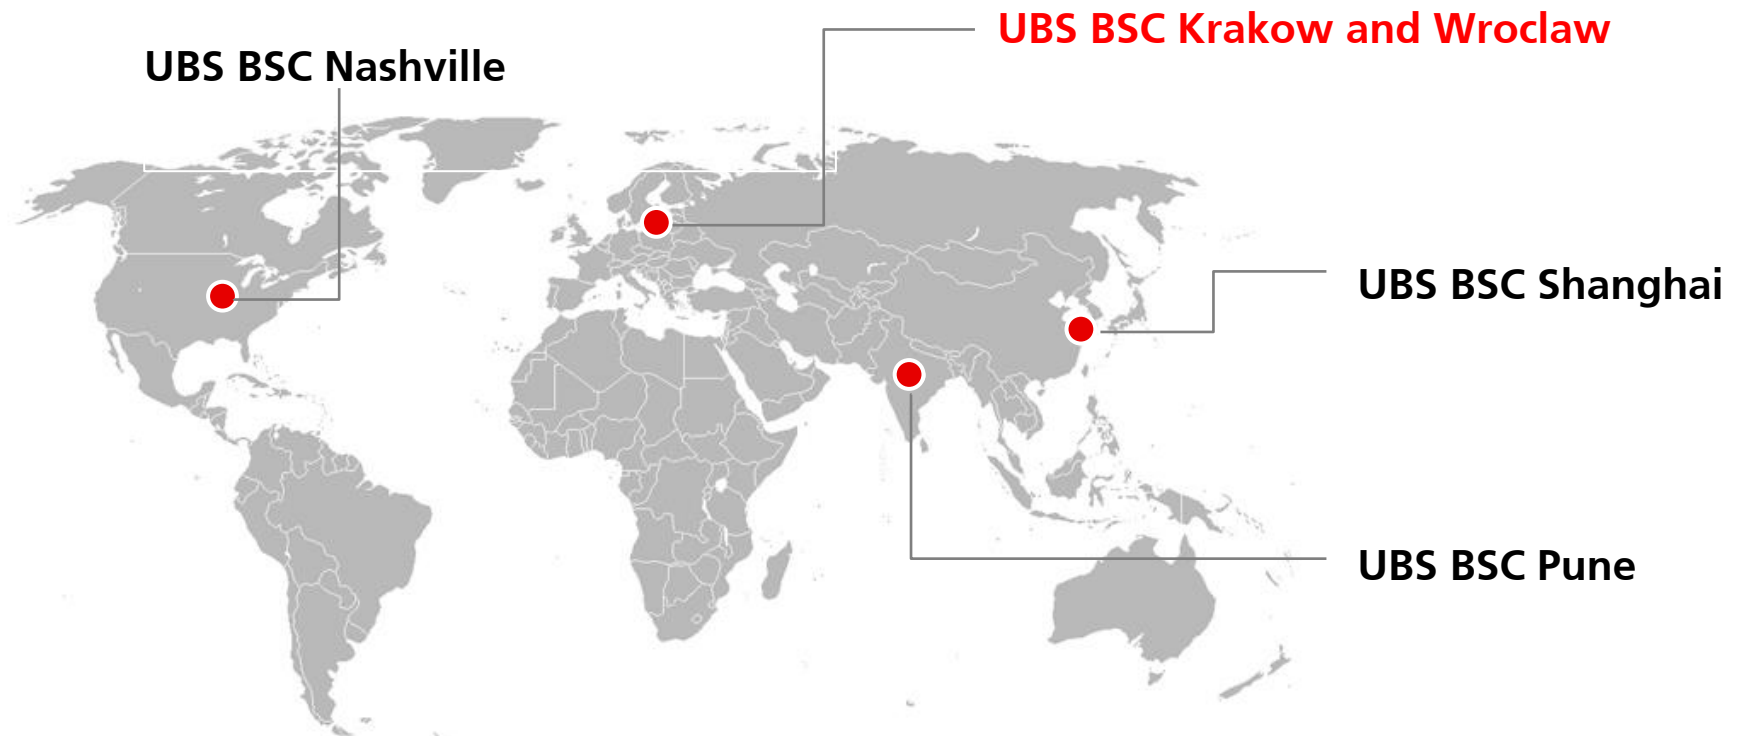 UBS BSC Krakow and Wroclaw
UBS BSC Nashville
UBS BSC Shanghai
UBS BSC Pune